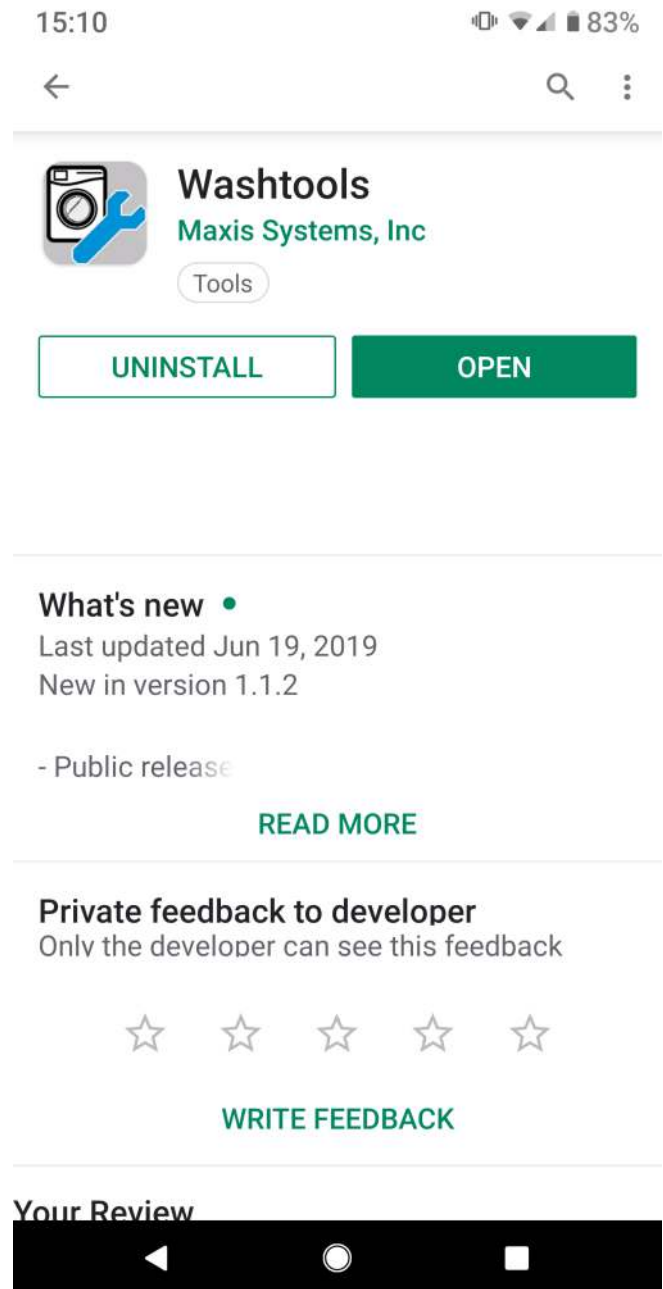 15:10
83%
Washtools
Maxis Systems, Inc
Tools
UNINSTALL
OPEN
What's new
Last updated Jun 19, 2019
New in version 1.1.2
- Public release
READ MORE
Private feedback to developer
Only the developer can see this feedback
WRITE FEEDBACK
Your Review